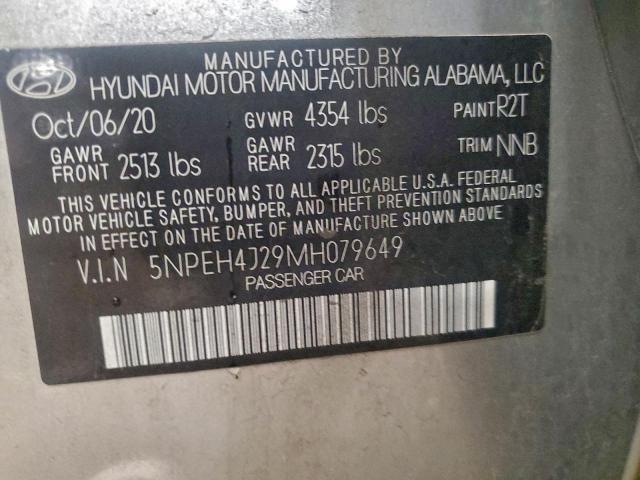 MANUFACTURED BY
HYUNDAI MOTOR MANUFACTURING ALABAMA, LLC
Oct/06/20 GVWR 4354 lbs PAINT R2T
GAWR FRONT 2513 lbs GAWR REAR 2315 lbs TRIM NNB
THIS VEHICLE CONFORMS TO ALL APPLICABLE U.S.A. FEDERAL
MOTOR VEHICLE SAFETY, BUMPER, AND THEFT PREVENTION STANDARDS
IN EFFECT ON THE DATE OF MANUFACTURE SHOWN ABOVE
V.I.N 5NPEH4J29MH079649
PASSENGER CAR